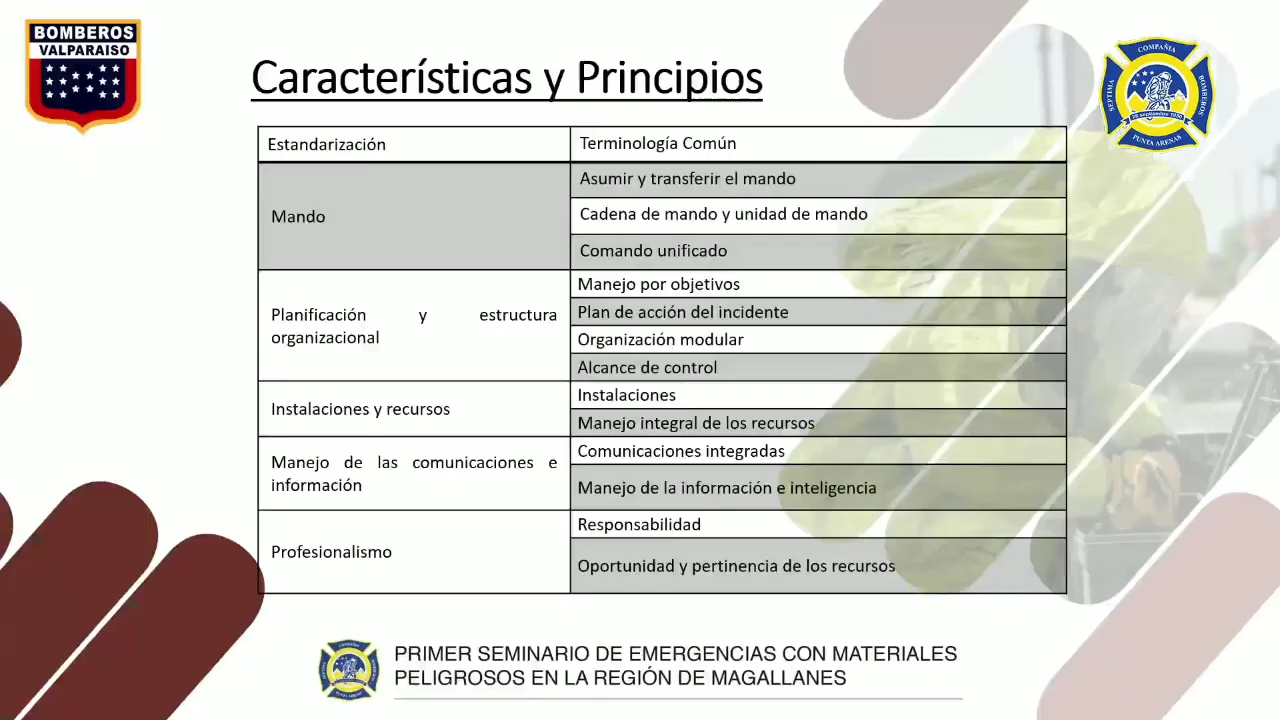 BOMBEROS
VALPARAISO
Características y Principios
COMPAÑIA
SEPTIMA
BOMBEROS
PUNTA ARENAS
Estandarización
Terminología Común
Mando
Asumir y transferir el mando
Cadena de mando y unidad de mando
Comando unificado
Planificación y estructura
organizacional
Manejo por objetivos
Plan de acción del incidente
Organización modular
Alcance de control
Instalaciones y recursos
Instalaciones
Manejo integral de los recursos
Manejo de las comunicaciones e
información
Comunicaciones integradas
Manejo de la información e inteligencia
Profesionalismo
Responsabilidad
Oportunidad y pertinencia de los recursos
PRIMER SEMINARIO DE EMERGENCIAS CON MATERIALES
PELIGROSOS EN LA REGIÓN DE MAGALLANES